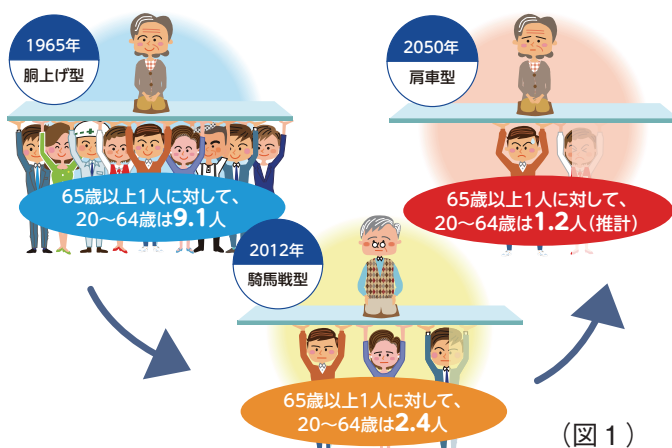 1965年
胴上げ型
65歳以上1人に対して、
20〜64歳は9.1人
2012年
騎馬戦型
65歳以上1人に対して、
20〜64歳は2.4人
2050年
肩車型
65歳以上1人に対して、
20〜64歳は1.2人(推計)
(図1)